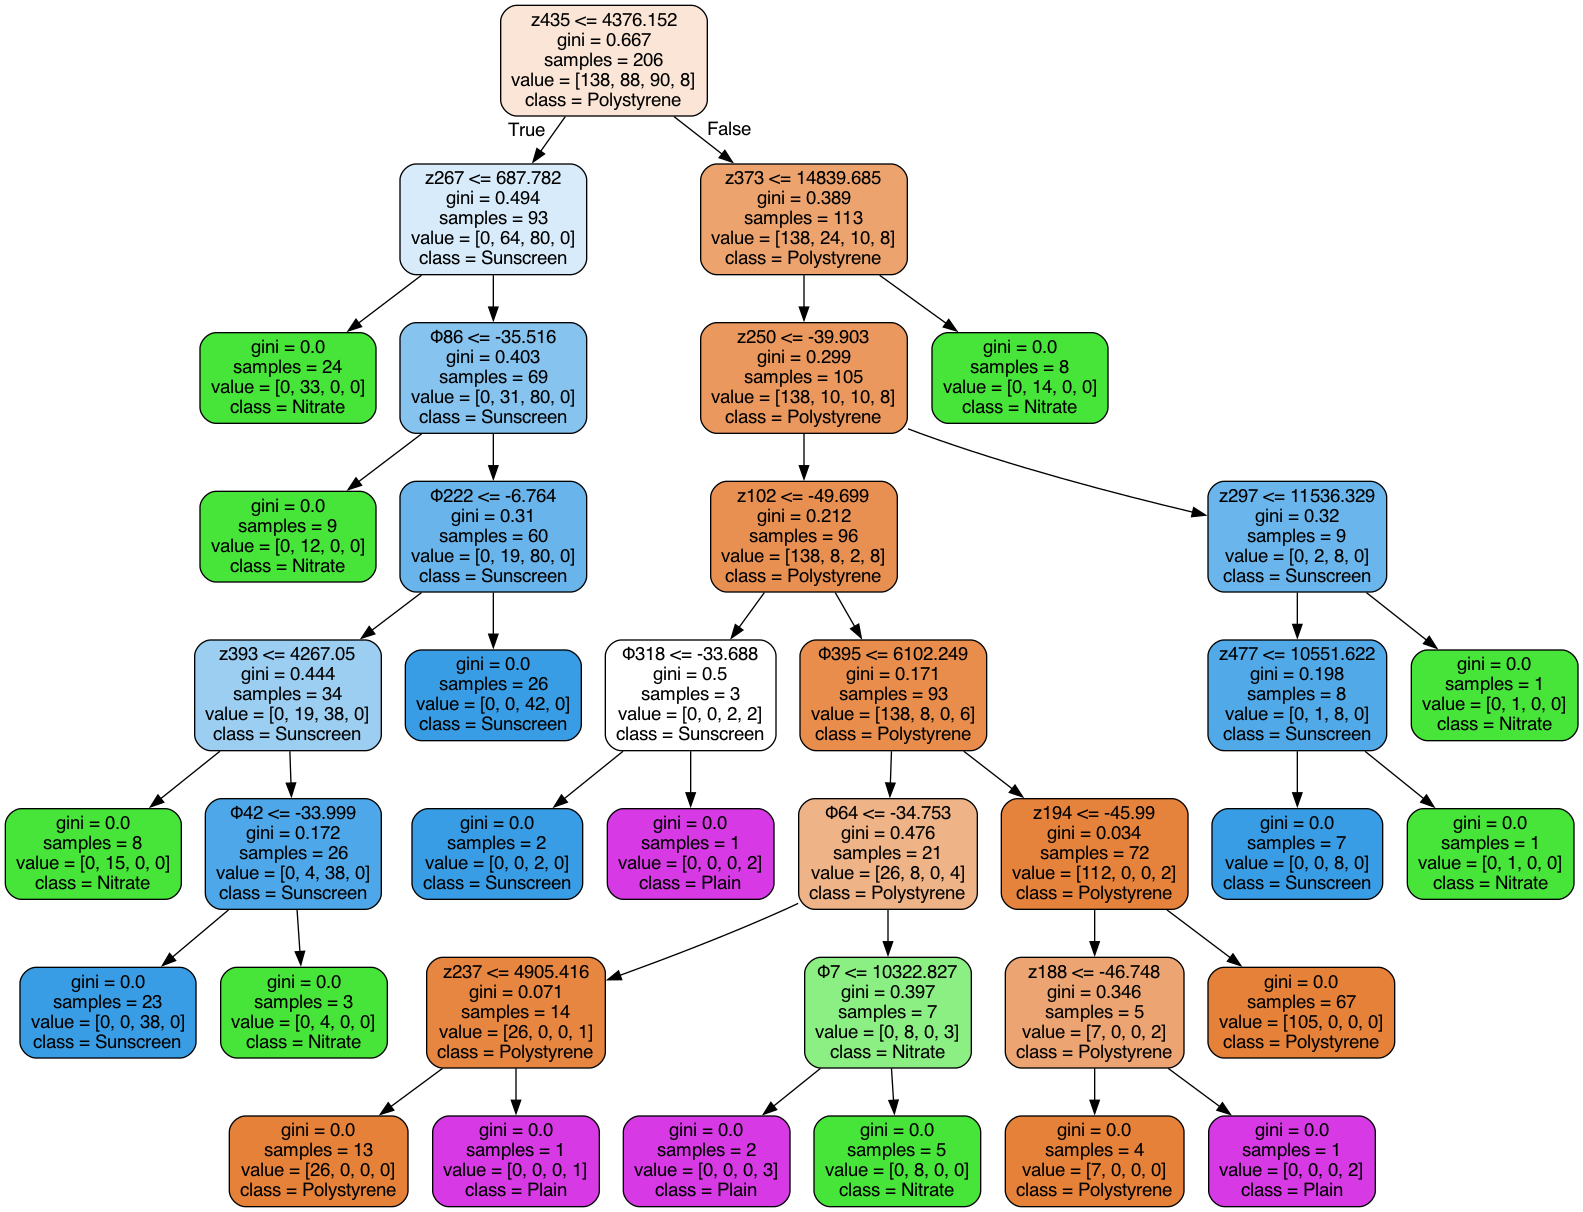 z435 <= 4376.152
gini = 0.667
samples = 206
value = [138, 88, 90, 8]
class = Polystyrene
True
False
z267 <= 687.782
gini = 0.494
samples = 93
value = [0, 64, 80, 0]
class = Sunscreen
z373 <= 14839.685
gini = 0.389
samples = 113
value = [138, 24, 10, 8]
class = Polystyrene
gini = 0.0
samples = 24
value = [0, 33, 0, 0]
class = Nitrate
Φ86 <= -35.516
gini = 0.403
samples = 69
value = [0, 31, 80, 0]
class = Sunscreen
z250 <= -39.903
gini = 0.299
samples = 105
value = [138, 10, 10, 8]
class = Polystyrene
gini = 0.0
samples = 8
value = [0, 14, 0, 0]
class = Nitrate
gini = 0.0
samples = 9
value = [0, 12, 0, 0]
class = Nitrate
Φ222 <= -6.764
gini = 0.31
samples = 60
value = [0, 19, 80, 0]
class = Sunscreen
z102 <= -49.699
gini = 0.212
samples = 96
value = [138, 8, 2, 8]
class = Polystyrene
z297 <= 11536.329
gini = 0.32
samples = 9
value = [0, 2, 8, 0]
class = Sunscreen
z393 <= 4267.05
gini = 0.444
samples = 34
value = [0, 19, 38, 0]
class = Sunscreen
gini = 0.0
samples = 26
value = [0, 0, 42, 0]
class = Sunscreen
Φ318 <= -33.688
gini = 0.5
samples = 3
value = [0, 0, 2, 2]
class = Sunscreen
Φ395 <= 6102.249
gini = 0.171
samples = 93
value = [138, 8, 0, 6]
class = Polystyrene
z477 <= 10551.622
gini = 0.198
samples = 8
value = [0, 1, 8, 0]
class = Sunscreen
gini = 0.0
samples = 1
value = [0, 1, 0, 0]
class = Nitrate
gini = 0.0
samples = 8
value = [0, 15, 0, 0]
class = Nitrate
Φ42 <= -33.999
gini = 0.172
samples = 26
value = [0, 4, 38, 0]
class = Sunscreen
gini = 0.0
samples = 2
value = [0, 0, 2, 0]
class = Sunscreen
gini = 0.0
samples = 1
value = [0, 0, 0, 2]
class = Plain
Φ64 <= -34.753
gini = 0.476
samples = 21
value = [26, 8, 0, 4]
class = Polystyrene
z194 <= -45.99
gini = 0.034
samples = 72
value = [112, 0, 0, 2]
class = Polystyrene
gini = 0.0
samples = 7
value = [0, 0, 8, 0]
class = Sunscreen
gini = 0.0
samples = 1
value = [0, 1, 0, 0]
class = Nitrate
gini = 0.0
samples = 23
value = [0, 0, 38, 0]
class = Sunscreen
gini = 0.0
samples = 3
value = [0, 4, 0, 0]
class = Nitrate
z237 <= 4905.416
gini = 0.071
samples = 14
value = [26, 0, 0, 1]
class = Polystyrene
Φ7 <= 10322.827
gini = 0.397
samples = 7
value = [0, 8, 0, 3]
class = Nitrate
z188 <= -46.748
gini = 0.346
samples = 5
value = [7, 0, 0, 2]
class = Polystyrene
gini = 0.0
samples = 67
value = [105, 0, 0, 0]
class = Polystyrene
gini = 0.0
samples = 13
value = [26, 0, 0, 0]
class = Polystyrene
gini = 0.0
samples = 1
value = [0, 0, 0, 1]
class = Plain
gini = 0.0
samples = 2
value = [0, 0, 0, 3]
class = Plain
gini = 0.0
samples = 5
value = [0, 8, 0, 0]
class = Nitrate
gini = 0.0
samples = 4
value = [7, 0, 0, 0]
class = Polystyrene
gini = 0.0
samples = 1
value = [0, 0, 0, 2]
class = Plain